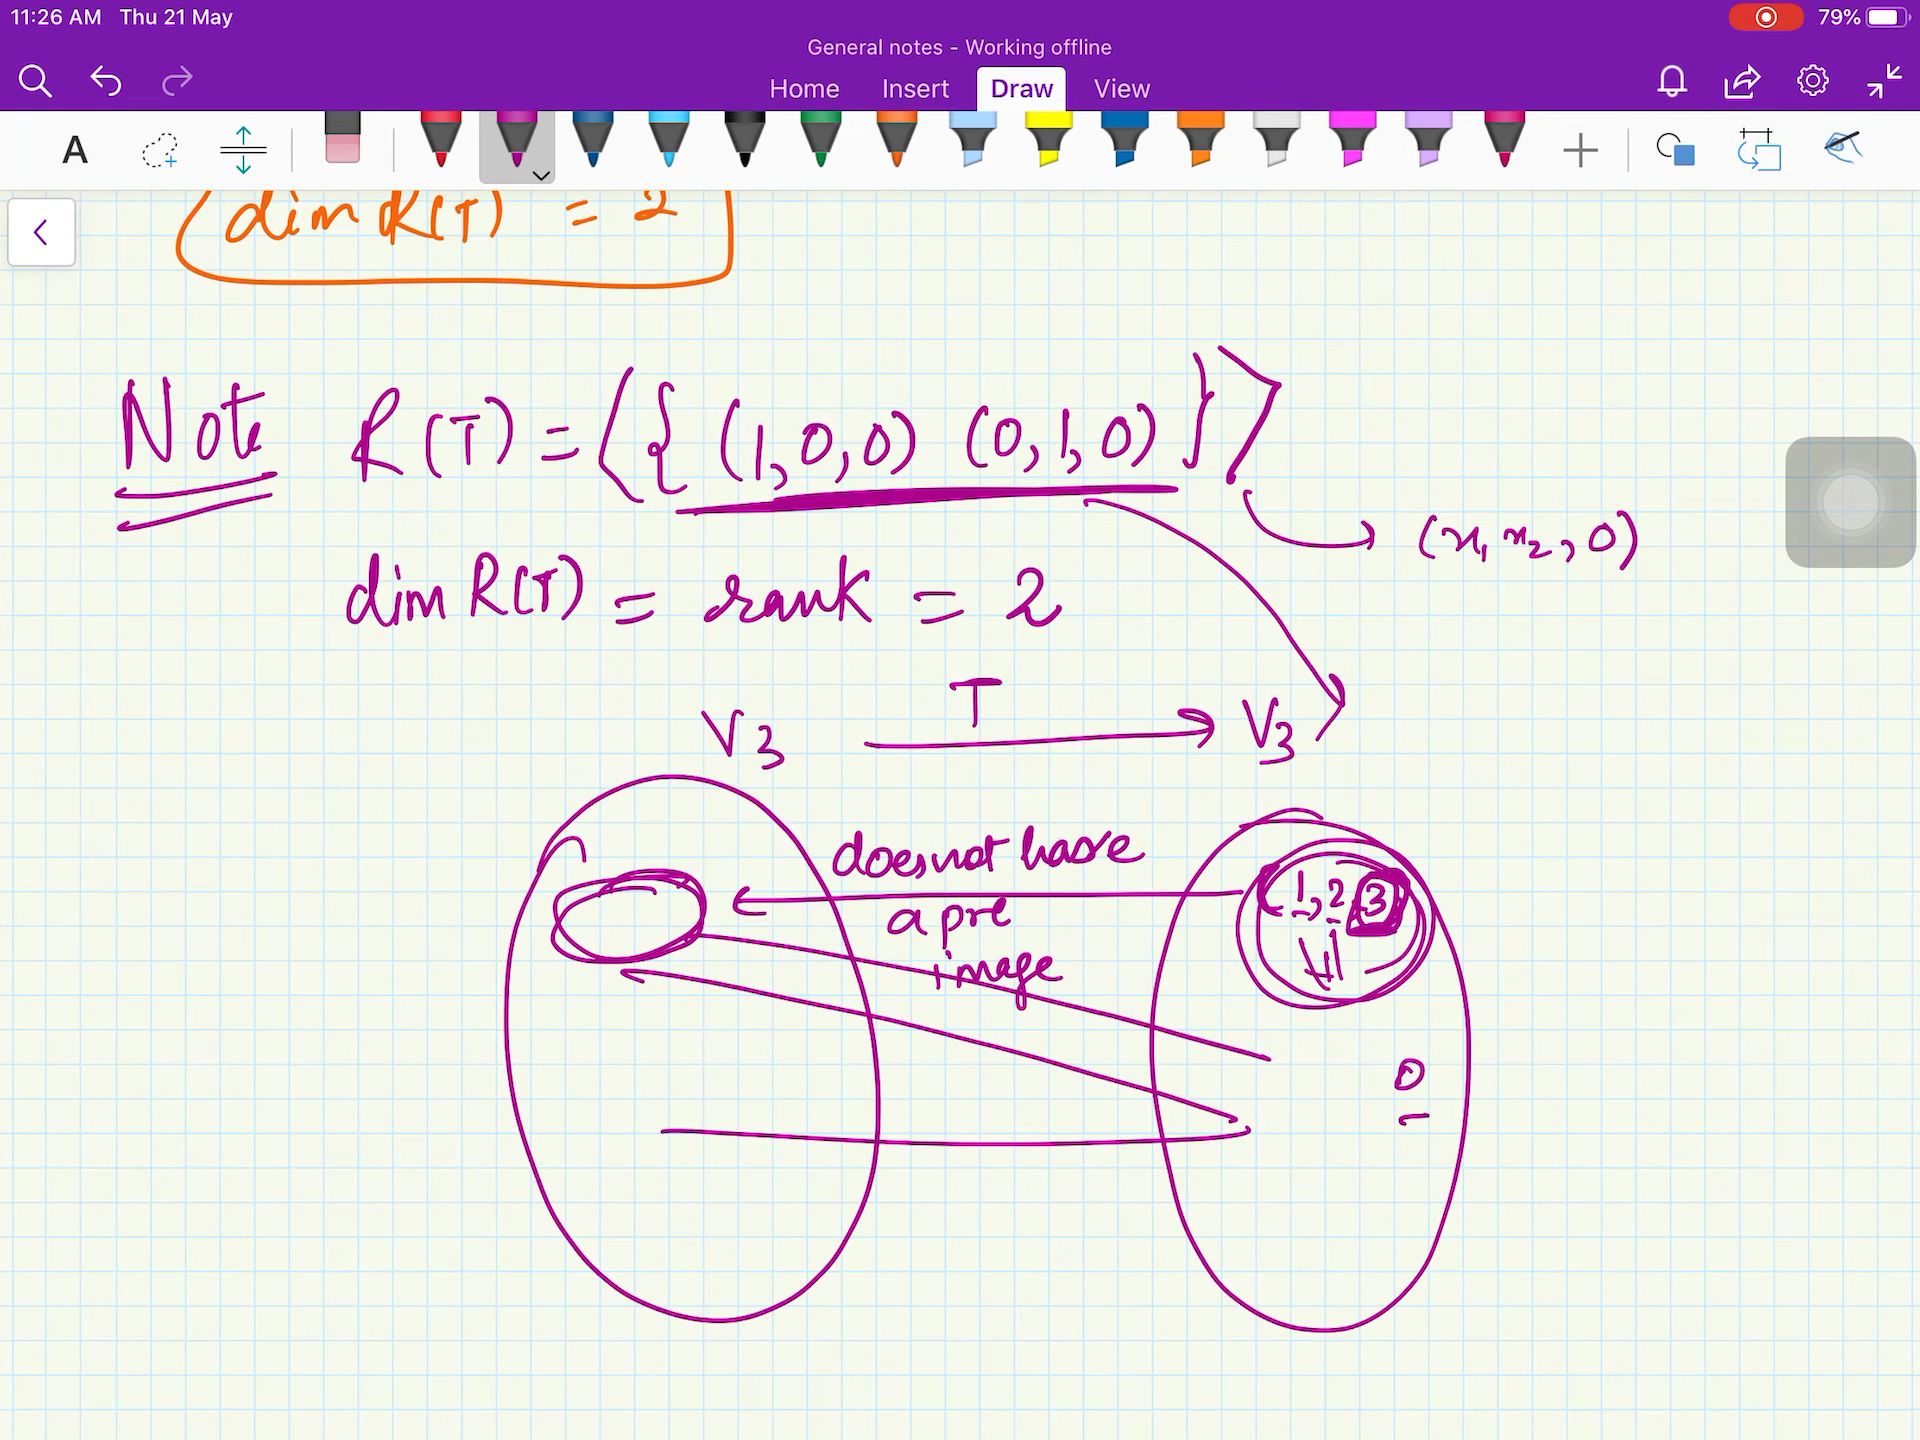 11:26 AM Thu 21 May
79%
General notes - Working offline
Home Insert Draw View
A
dim R(T) = 2
Note R(T) = ⟨{ (1,0,0) (0,1,0) }⟩
(x1, x2, 0)
dim R(T) = rank = 2
T
V3 V3
does not have
(1, 2 3
a pre
image
0